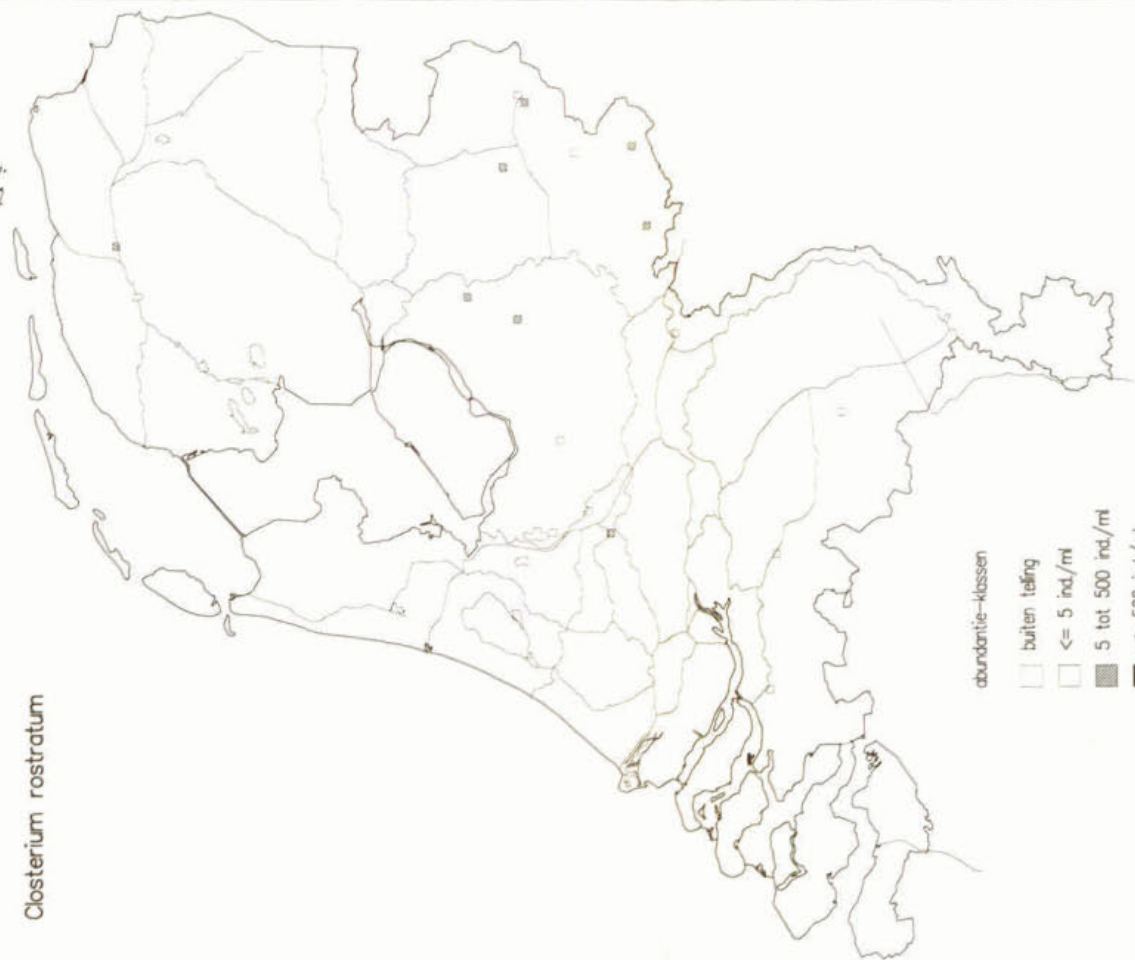 Closterium rostratum
abundantie-klassen
buiten telling
<= 5 ind./ml
5 tot 500 ind./ml